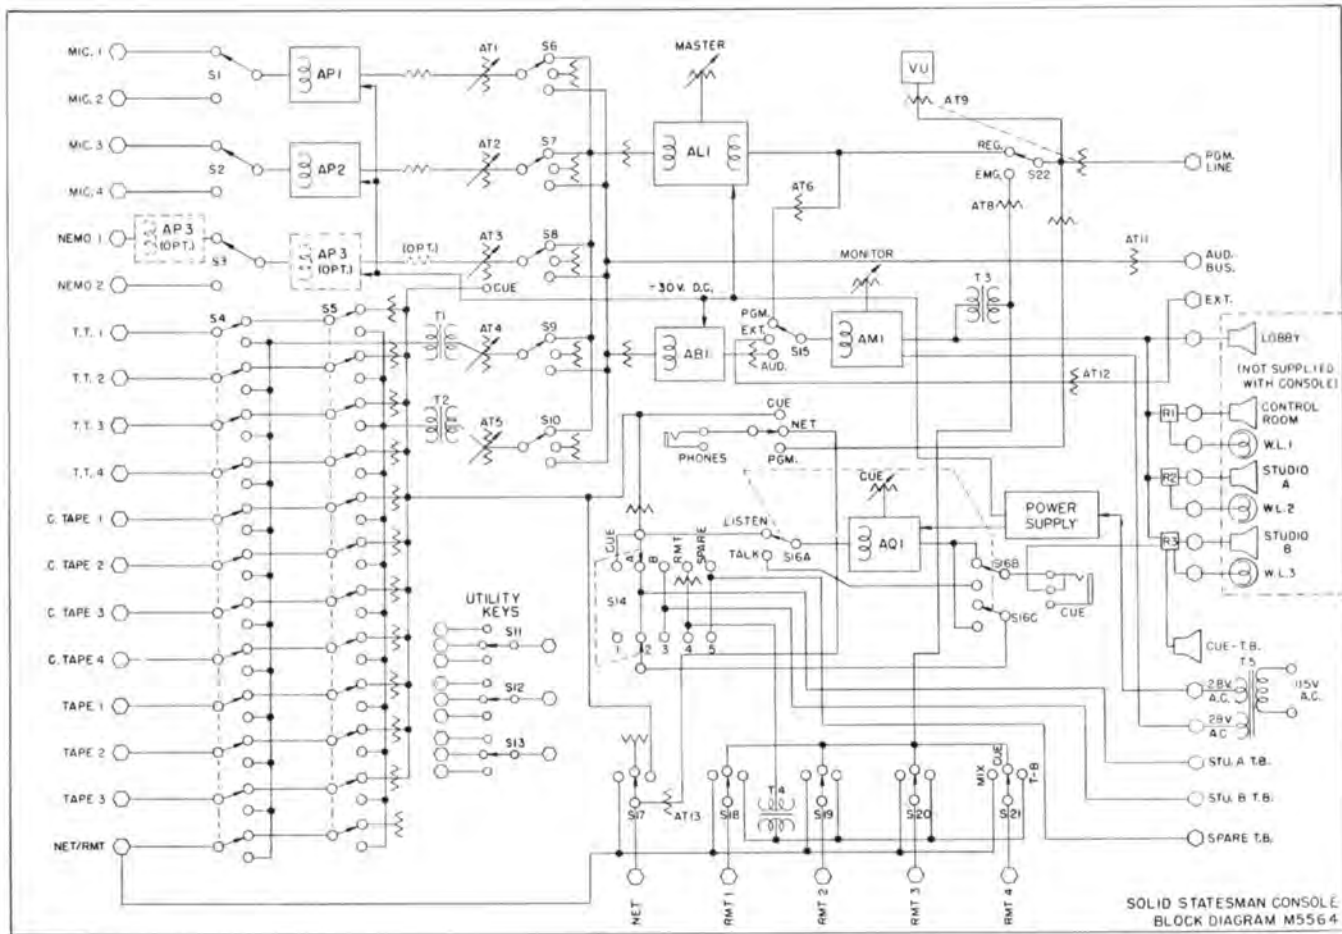 MIC. 1
MIC. 2
MIC. 3
MIC. 4
NEMO 1
NEMO 2
T.T. 1
T.T. 2
T.T. 3
T.T. 4
C. TAPE 1
C. TAPE 2
C. TAPE 3
C. TAPE 4
TAPE 1
TAPE 2
TAPE 3
NET/RMT
S1
S2
AP3
(OPT.)
S3
S4
S5
AP1
AP2
AP3
(OPT.)
(OPT.)
AT1
AT2
AT3
CUE
T1
AT4
T2
AT5
S6
S7
S8
S9
S10
UTILITY
KEYS
S11
S12
S13
MASTER
AL1
-30V. D.C.
AB1
AT6
MONITOR
PGM.
EXT.
AUD.
S15
AM1
VU
AT9
REG.
EMG.
S22
AT8
T3
AT12
AT11
PGM.
LINE
AUD.
BUS.
EXT.
LOBBY
(NOT SUPPLIED
WITH CONSOLE)
R1
CONTROL
ROOM
W.L.1
R2
STUDIO
A
W.L.2
R3
STUDIO
B
W.L.3
CUE
NET
PGM.
PHONES
LISTEN
TALK
S16A
CUE
AQ1
POWER
SUPPLY
S16B
S16C
CUE
CUE
A
B
RMT
SPARE
S14
1
2
3
4
5
CUE-T.B.
T5
28V
A.C.
28V
A.C
115V
A.C.
STU. A T.B.
STU. B T.B.
SPARE T.B.
S17
AT13
S18
T4
S19
S20
MIX
CUE
T-B
S21
NET
RMT 1
RMT 2
RMT 3
RMT 4
SOLID STATESMAN CONSOLE
BLOCK DIAGRAM M5564